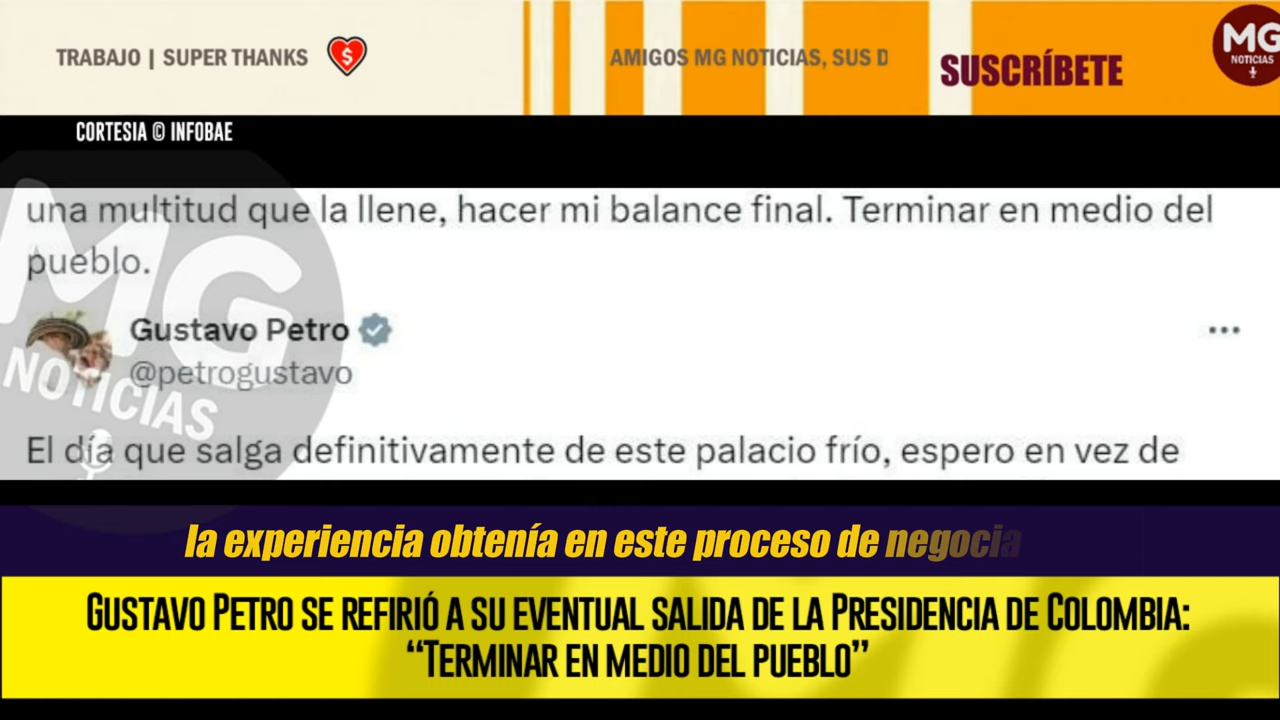 TRABAJO | SUPER THANKS
AMIGOS MG NOTICIAS, SUS D
SUSCRÍBETE
MG
NOTICIAS
CORTESIA © INFOBAE
una multitud que la llene, hacer mi balance final. Terminar en medio del
pueblo.
MG
NOTICIAS
Gustavo Petro
@petrogustavo
El día que salga definitivamente de este palacio frío, espero en vez de
la experiencia obtenía en este proceso de negocia
GUSTAVO PETRO SE REFIRIÓ A SU EVENTUAL SALIDA DE LA PRESIDENCIA DE COLOMBIA:
“TERMINAR EN MEDIO DEL PUEBLO”